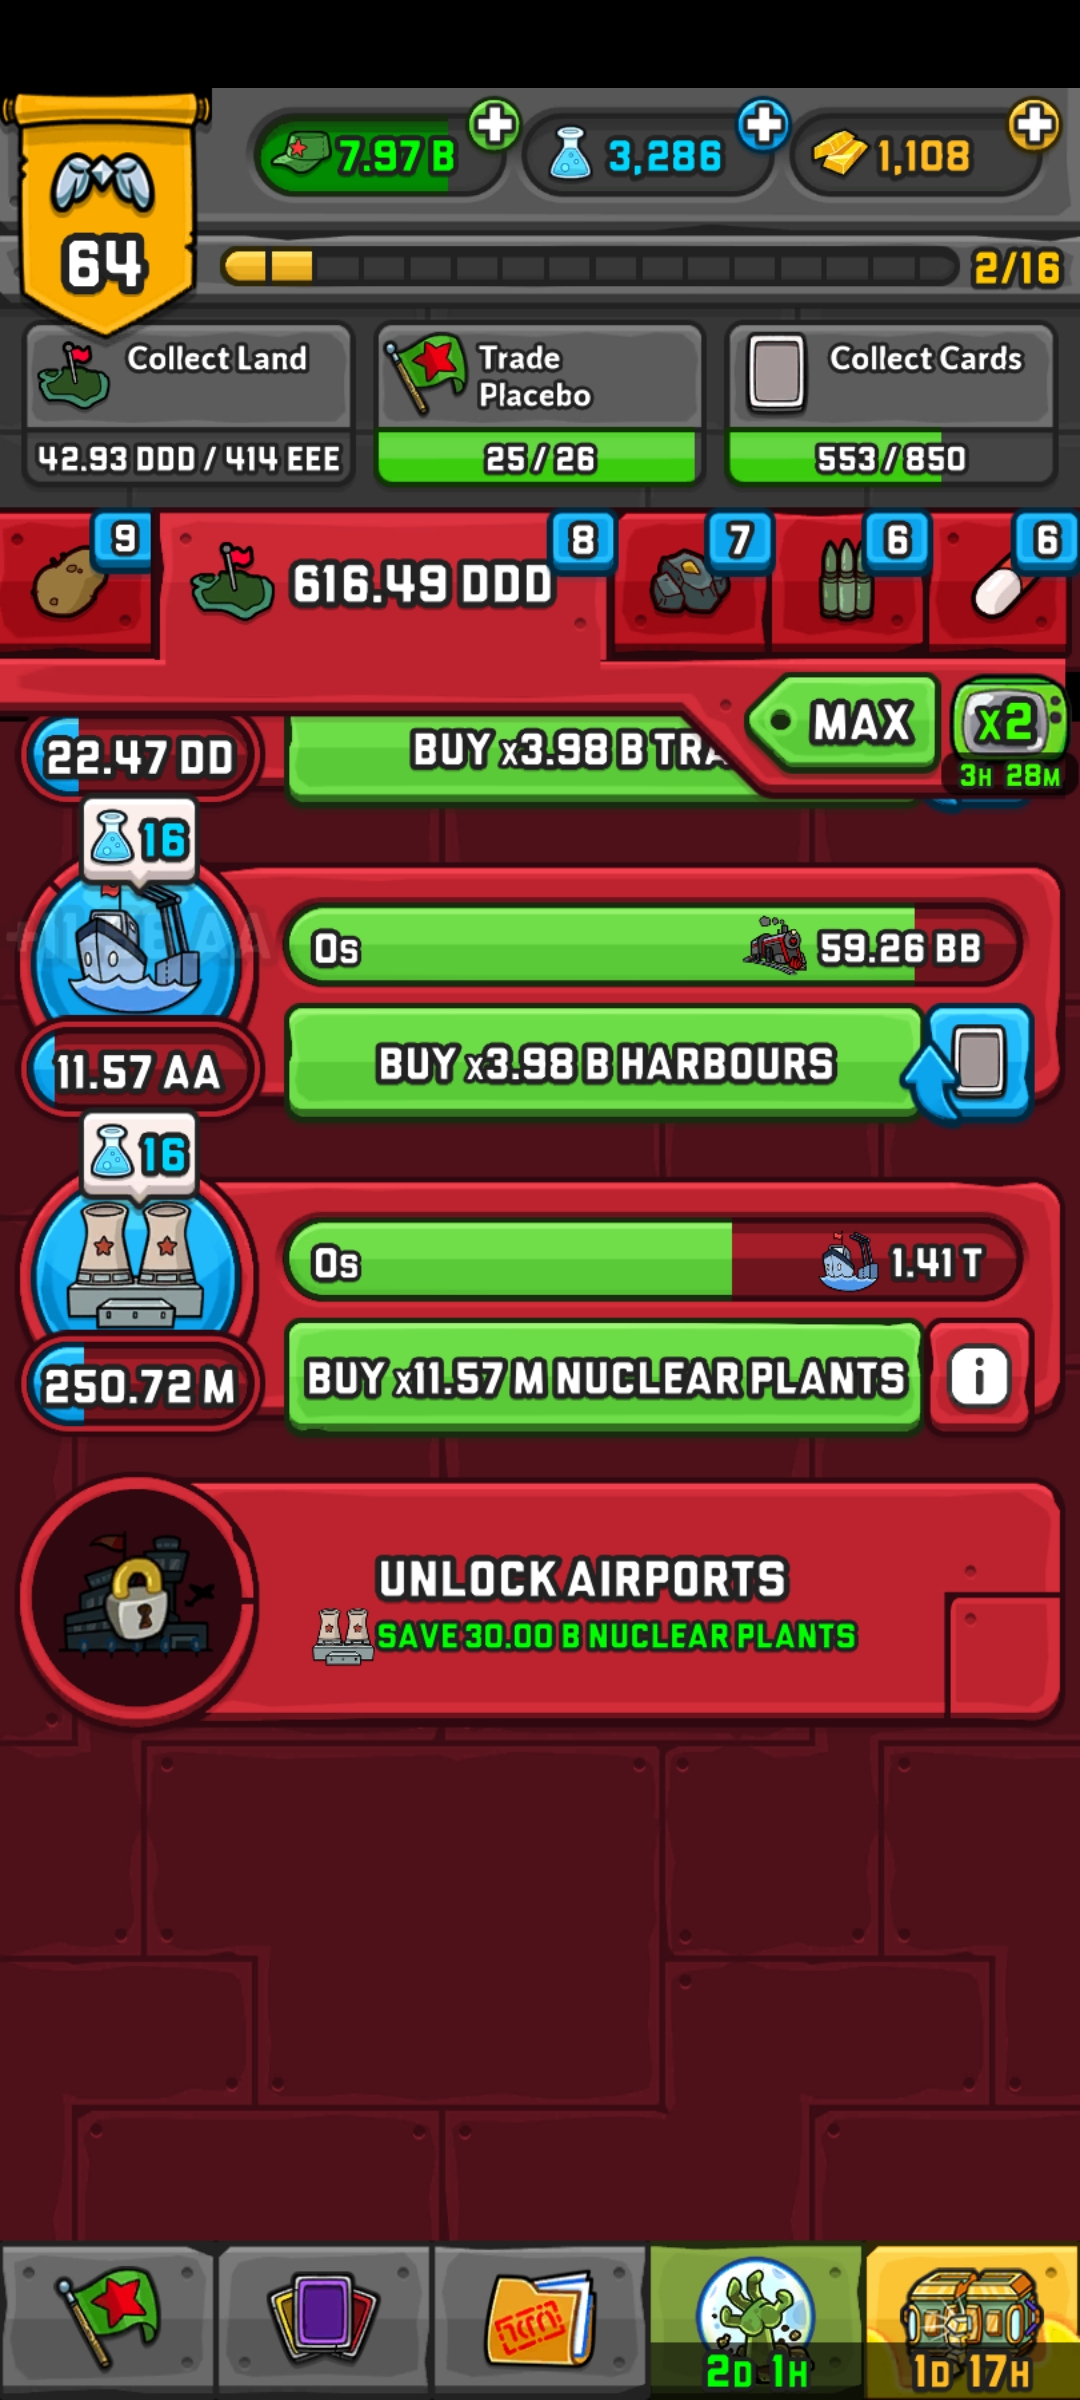 7.97 B
3,286
1,108
64
2/16
Collect Land
42.93 DDD / 414 EEE
Trade
Placebo
25 / 26
Collect Cards
553 / 850
9
616.49 DDD
8
7
6
6
MAX
x2
3H 28M
22.47 DD
BUY x3.98 B TRA
16
0s
59.26 BB
11.57 AA
BUY x3.98 B HARBOURS
16
0s
1.41 T
250.72 M
BUY x11.57 M NUCLEAR PLANTS
i
UNLOCK AIRPORTS
SAVE 30.00 B NUCLEAR PLANTS
2D 1H
1D 17H